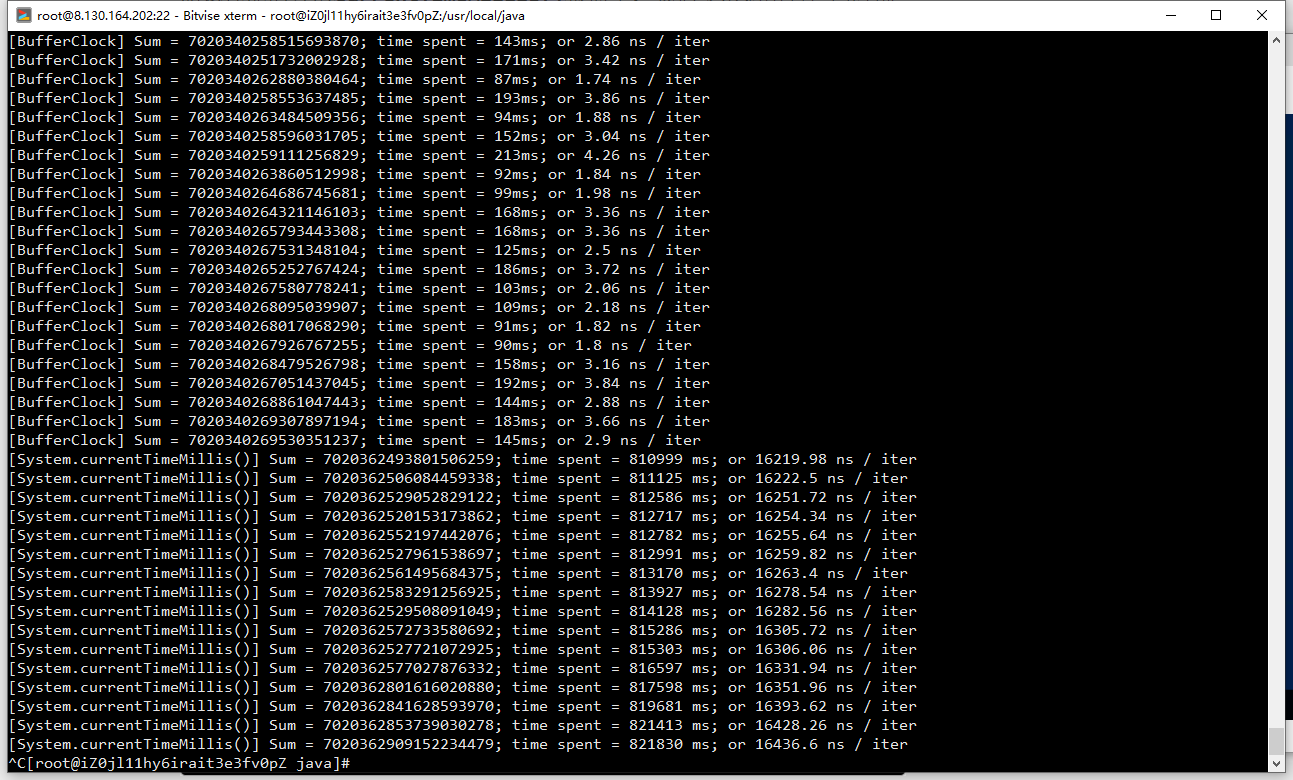 root@8.130.164.202:22 - Bitvise xterm - root@iZ0jl11hy6irait3e3fv0pZ:/usr/local/java
[BufferClock] Sum = 7020340258515693870; time spent = 143ms; or 2.86 ns / iter
[BufferClock] Sum = 7020340251732002928; time spent = 171ms; or 3.42 ns / iter
[BufferClock] Sum = 7020340262880380464; time spent = 87ms; or 1.74 ns / iter
[BufferClock] Sum = 7020340258553637485; time spent = 193ms; or 3.86 ns / iter
[BufferClock] Sum = 7020340263484509356; time spent = 94ms; or 1.88 ns / iter
[BufferClock] Sum = 7020340258596031705; time spent = 152ms; or 3.04 ns / iter
[BufferClock] Sum = 7020340259111256829; time spent = 213ms; or 4.26 ns / iter
[BufferClock] Sum = 7020340263860512998; time spent = 92ms; or 1.84 ns / iter
[BufferClock] Sum = 7020340264686745681; time spent = 99ms; or 1.98 ns / iter
[BufferClock] Sum = 7020340264321146103; time spent = 168ms; or 3.36 ns / iter
[BufferClock] Sum = 7020340265793443308; time spent = 168ms; or 3.36 ns / iter
[BufferClock] Sum = 7020340267531348104; time spent = 125ms; or 2.5 ns / iter
[BufferClock] Sum = 7020340265252767424; time spent = 186ms; or 3.72 ns / iter
[BufferClock] Sum = 7020340267580778241; time spent = 103ms; or 2.06 ns / iter
[BufferClock] Sum = 7020340268095039907; time spent = 109ms; or 2.18 ns / iter
[BufferClock] Sum = 7020340268017068290; time spent = 91ms; or 1.82 ns / iter
[BufferClock] Sum = 7020340267926767255; time spent = 90ms; or 1.8 ns / iter
[BufferClock] Sum = 7020340268479526798; time spent = 158ms; or 3.16 ns / iter
[BufferClock] Sum = 7020340267051437045; time spent = 192ms; or 3.84 ns / iter
[BufferClock] Sum = 7020340268861047443; time spent = 144ms; or 2.88 ns / iter
[BufferClock] Sum = 7020340269307897194; time spent = 183ms; or 3.66 ns / iter
[BufferClock] Sum = 7020340269530351237; time spent = 145ms; or 2.9 ns / iter
[System.currentTimeMillis()] Sum = 7020362493801506259; time spent = 810999 ms; or 16219.98 ns / iter
[System.currentTimeMillis()] Sum = 7020362506084459338; time spent = 811125 ms; or 16222.5 ns / iter
[System.currentTimeMillis()] Sum = 7020362529052829122; time spent = 812586 ms; or 16251.72 ns / iter
[System.currentTimeMillis()] Sum = 7020362520153173862; time spent = 812717 ms; or 16254.34 ns / iter
[System.currentTimeMillis()] Sum = 7020362552197442076; time spent = 812782 ms; or 16255.64 ns / iter
[System.currentTimeMillis()] Sum = 7020362527961538697; time spent = 812991 ms; or 16259.82 ns / iter
[System.currentTimeMillis()] Sum = 7020362561495684375; time spent = 813170 ms; or 16263.4 ns / iter
[System.currentTimeMillis()] Sum = 7020362583291256925; time spent = 813927 ms; or 16278.54 ns / iter
[System.currentTimeMillis()] Sum = 7020362529508091049; time spent = 814128 ms; or 16282.56 ns / iter
[System.currentTimeMillis()] Sum = 7020362572733580692; time spent = 815286 ms; or 16305.72 ns / iter
[System.currentTimeMillis()] Sum = 7020362527721072925; time spent = 815303 ms; or 16306.06 ns / iter
[System.currentTimeMillis()] Sum = 7020362577027876332; time spent = 816597 ms; or 16331.94 ns / iter
[System.currentTimeMillis()] Sum = 7020362801616020880; time spent = 817598 ms; or 16351.96 ns / iter
[System.currentTimeMillis()] Sum = 7020362841628593970; time spent = 819681 ms; or 16393.62 ns / iter
[System.currentTimeMillis()] Sum = 7020362853739030278; time spent = 821413 ms; or 16428.26 ns / iter
[System.currentTimeMillis()] Sum = 7020362909152234479; time spent = 821830 ms; or 16436.6 ns / iter
^C[root@iZ0jl11hy6irait3e3fv0pZ java]#